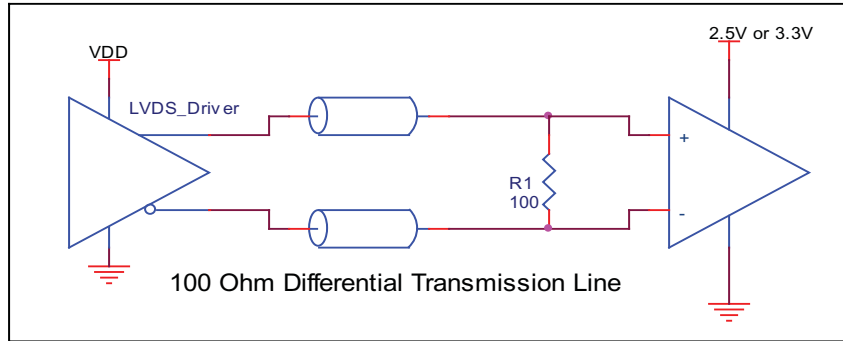 VDD
2.5V or 3.3V
LVDS_Driver
+
R1
100
-
100 Ohm Differential Transmission Line